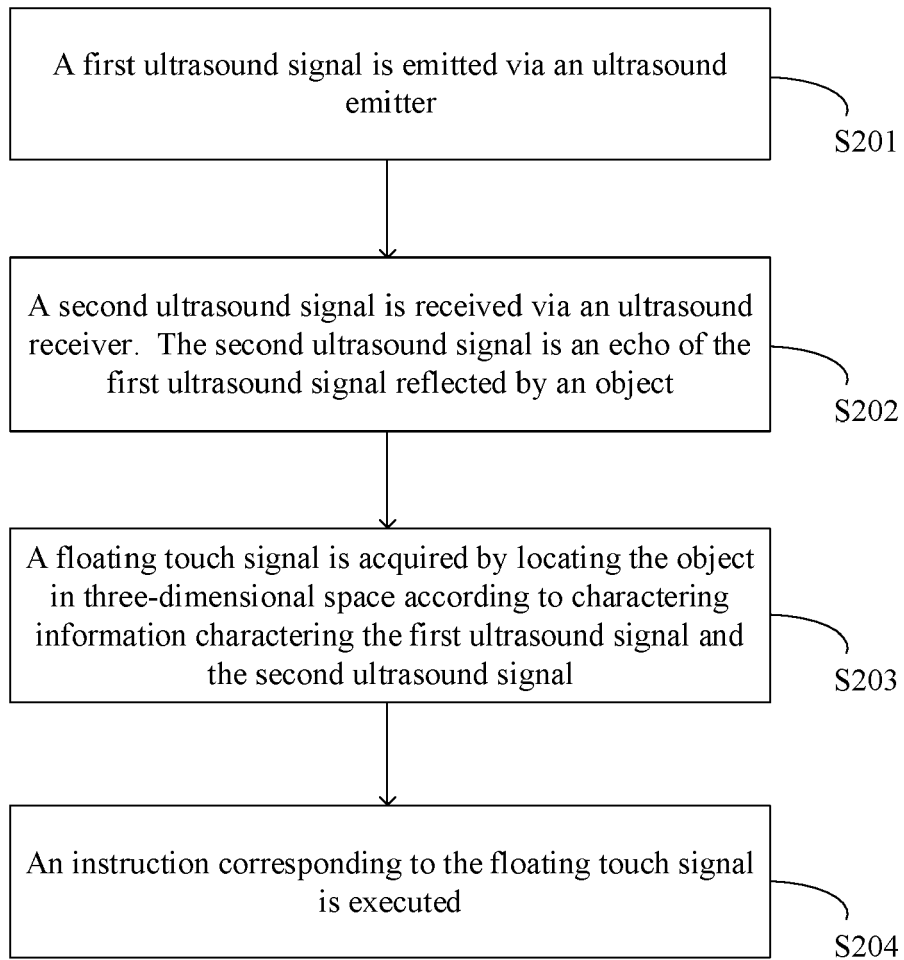 A first ultrasound signal is emitted via an ultrasound
emitter
S201
A second ultrasound signal is received via an ultrasound
receiver.  The second ultrasound signal is an echo of the
first ultrasound signal reflected by an object
S202
A floating touch signal is acquired by locating the object
in three-dimensional space according to charactering
information charactering the first ultrasound signal and
the second ultrasound signal
S203
An instruction corresponding to the floating touch signal
is executed
S204